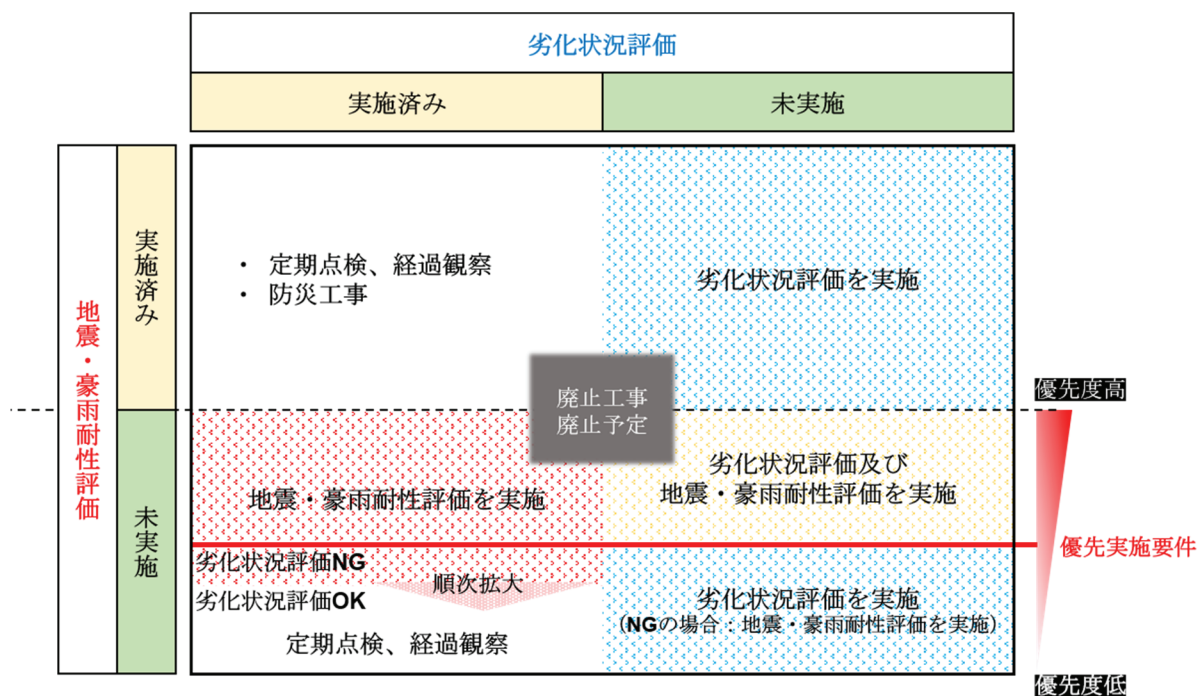 劣化状況評価
実施済み
未実施
地震・豪雨耐性評価
実施済み
・ 定期点検、経過観察
・ 防災工事
劣化状況評価を実施
廃止工事
廃止予定
優先度高
未実施
地震・豪雨耐性評価を実施
劣化状況評価及び
地震・豪雨耐性評価を実施
優先実施要件
劣化状況評価NG
順次拡大
劣化状況評価OK
定期点検、経過観察
劣化状況評価を実施
（NGの場合：地震・豪雨耐性評価を実施）
優先度低